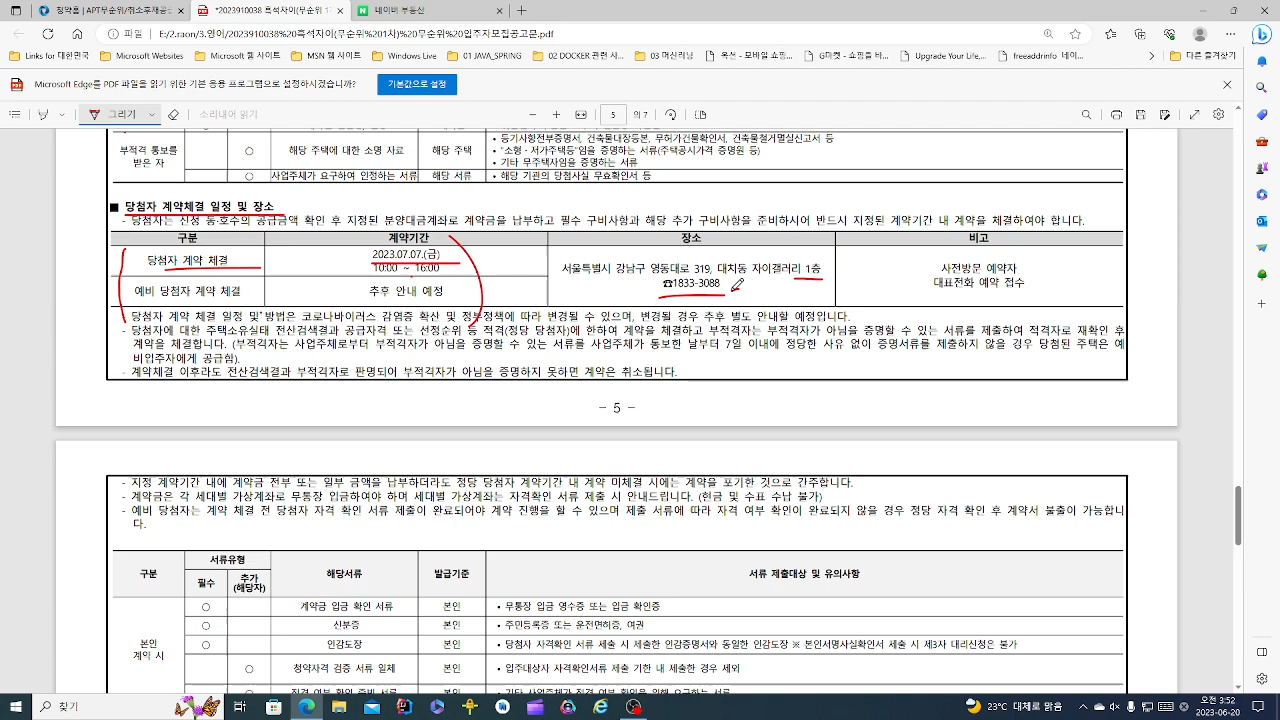 청약홈 | APT무순위/취소후재공급
*2023910038 흑석자이(무순위 1
네이버 부동산
파일 E:/2.raon/3.영이/2023910038%20흑석자이(무순위%201차)%20무순위%20입주자모집공고문.pdf
Links for 대한민국
Microsoft Websites
Microsoft 웹 사이트
MSN 웹 사이트
Windows Live
01 JAVA_SPRING
02 DOCKER 관련 사...
03 머신러닝
옥션 - 모바일 쇼핑...
G마켓 - 쇼핑을 바...
Upgrade Your Life,...
freeaddrinfo 네이...
다른 즐겨찾기
Microsoft Edge를 PDF 파일을 읽기 위한 기본 응용 프로그램으로 설정하시겠습니까?
기본값으로 설정
그리기
소리내어 읽기
5 의 7
부적격 통보를
받은 자
○ 해당 주택에 대한 소명 자료 해당 주택
• 등기사항전부증명서, 건축물대장등본, 무허가건물확인서, 건축물철거멸실신고서 등
• "소형·저가주택등"임을 증명하는 서류(주택공시가격 증명원 등)
• 기타 무주택자임을 증명하는 서류
○ 사업주체가 요구하여 인정하는 서류 해당 서류 • 해당 기관의 당첨사실 무효확인서 등
■ 당첨자 계약체결 일정 및 장소
- 당첨자는 신청 동·호수의 공급금액 확인 후 지정된 분양대금계좌로 계약금을 납부하고 필수 구비사항과 해당 추가 구비사항을 준비하시어 반드시 지정된 계약기간 내 계약을 체결하여야 합니다.
구분 계약기간 장소 비고
당첨자 계약 체결
2023.07.07.(금)
10:00 ~ 16:00
예비 당첨자 계약 체결 추후 안내 예정
서울특별시 강남구 영동대로 319, 대치동 자이갤러리 1층
☎1833-3088
사전방문 예약자
대표전화 예약 접수
- 당첨자 계약 체결 일정 및 방법은 코로나바이러스 감염증 확산 및 정부정책에 따라 변경될 수 있으며, 변경될 경우 추후 별도 안내할 예정입니다.
- 당첨자에 대한 주택소유실태 전산검색결과 공급자격 또는 선정순위 등 적격(정당 당첨자)에 한하여 계약을 체결하고 부적격자는 부적격자가 아님을 증명할 수 있는 서류를 제출하여 적격자로 재확인 후
계약을 체결합니다. (부적격자는 사업주체로부터 부적격자가 아님을 증명할 수 있는 서류를 사업주체가 통보한 날부터 7일 이내에 정당한 사유 없이 증명서류를 제출하지 않을 경우 당첨된 주택은 예
비입주자에게 공급함).
- 계약체결 이후라도 전산검색결과 부적격자로 판명되어 부적격자가 아님을 증명하지 못하면 계약은 취소됩니다.
- 5 -
- 지정 계약기간 내에 계약금 전부 또는 일부 금액을 납부하더라도 정당 당첨자 계약기간 내 계약 미체결 시에는 계약을 포기한 것으로 간주합니다.
- 계약금은 각 세대별 가상계좌로 무통장 입금하여야 하며 세대별 가상계좌는 자격확인 서류 제출 시 안내드립니다. (현금 및 수표 수납 불가)
- 예비 당첨자는 계약 체결 전 당첨자 자격 확인 서류 제출이 완료되어야 계약 진행을 할 수 있으며 제출 서류에 따라 자격 여부 확인이 완료되지 않을 경우 정당 자격 확인 후 계약서 불출이 가능합니
다.
구분 서류유형 해당서류 발급기준 서류 제출대상 및 유의사항
필수 추가
(해당자)
본인
계약 시
○ 계약금 입금 확인 서류 본인 • 무통장 입금 영수증 또는 입금 확인증
○ 신분증 본인 • 주민등록증 또는 운전면허증, 여권
○ 인감도장 본인 • 당첨자 자격확인 서류 제출 시 제출한 인감증명서와 동일한 인감도장 ※ 본인서명사실확인서 제출 시 제3자 대리신청은 불가
○ 청약자격 검증 서류 일체 본인 • 입주대상자 자격확인서류 제출 기한 내 제출한 경우 제외
○ 적격 여부 확인 증빙 서류 본인 • 기타 사업주체가 적격 여부 확인을 위해 요구하는 서류
찾기
23°C 대체로 맑음
오전 3:52
2023-06-20